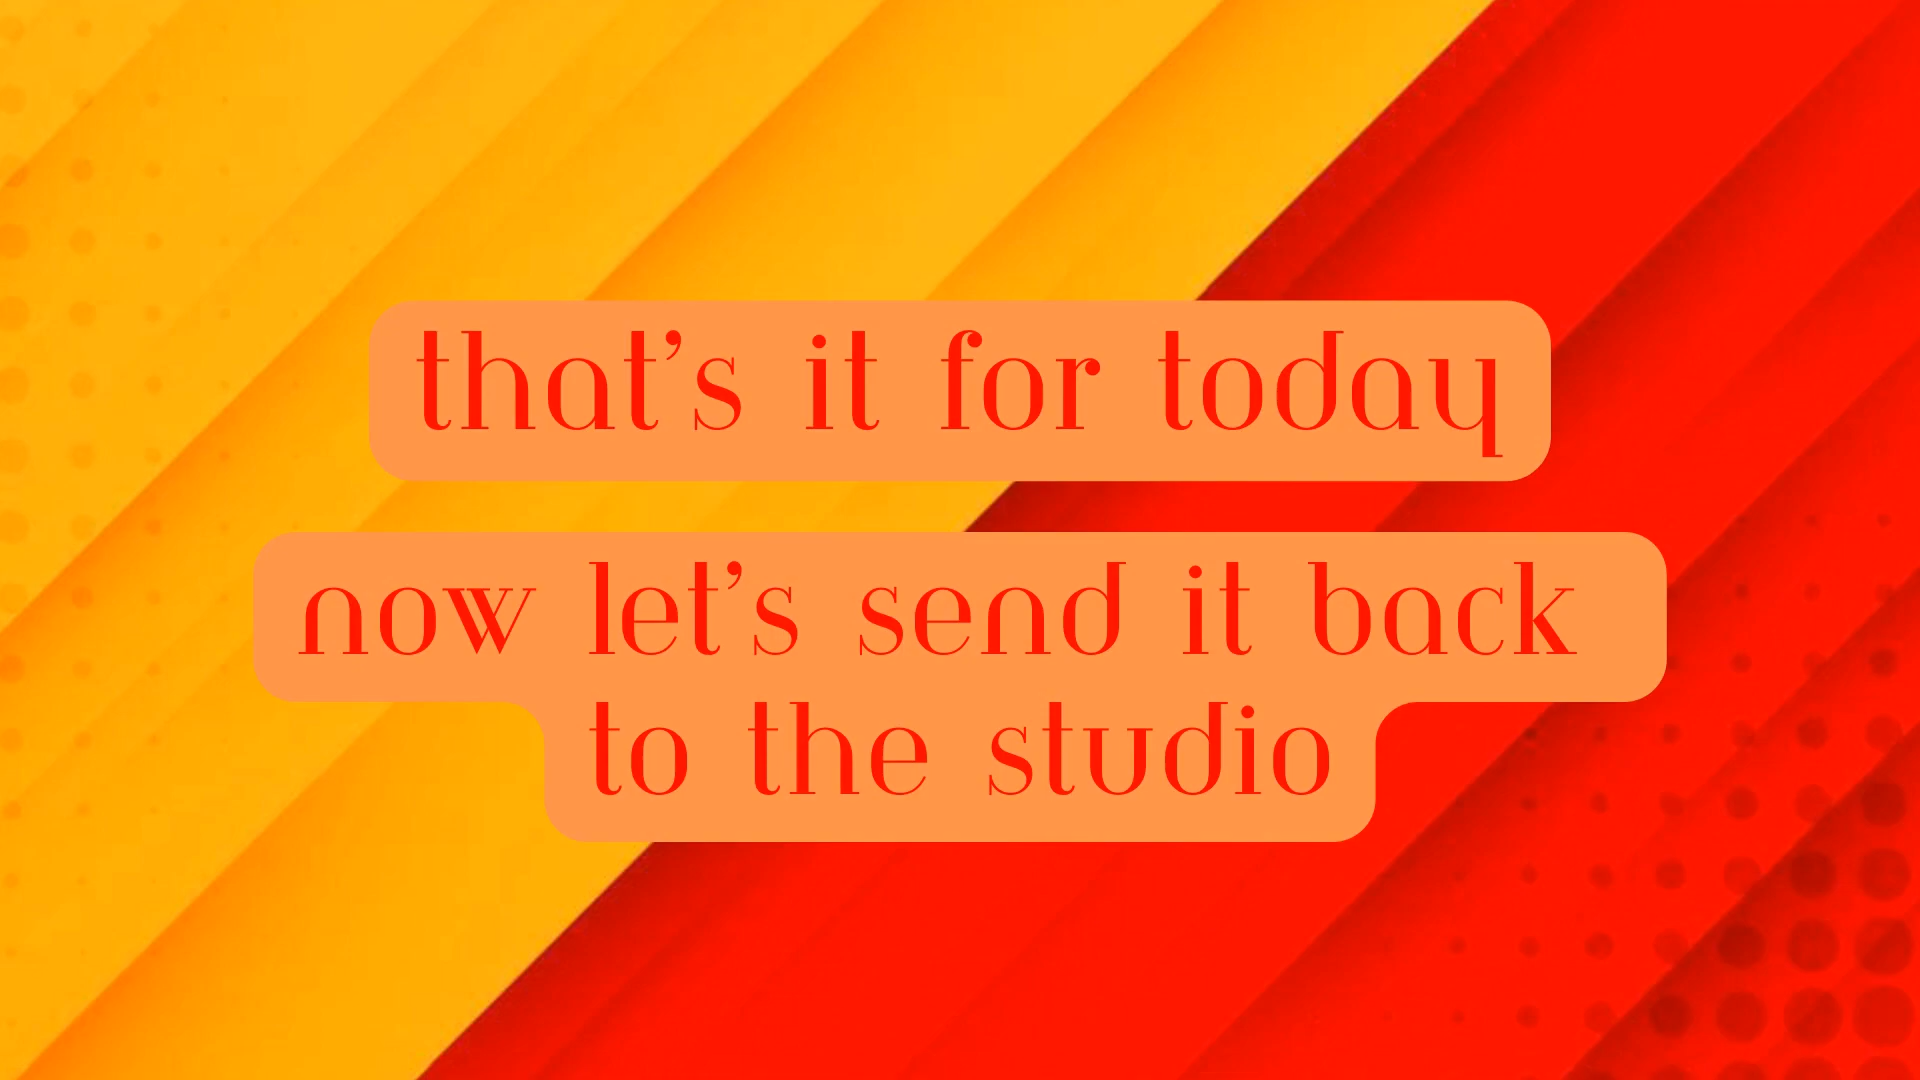 that's it for today
now let's send it back
to the studio